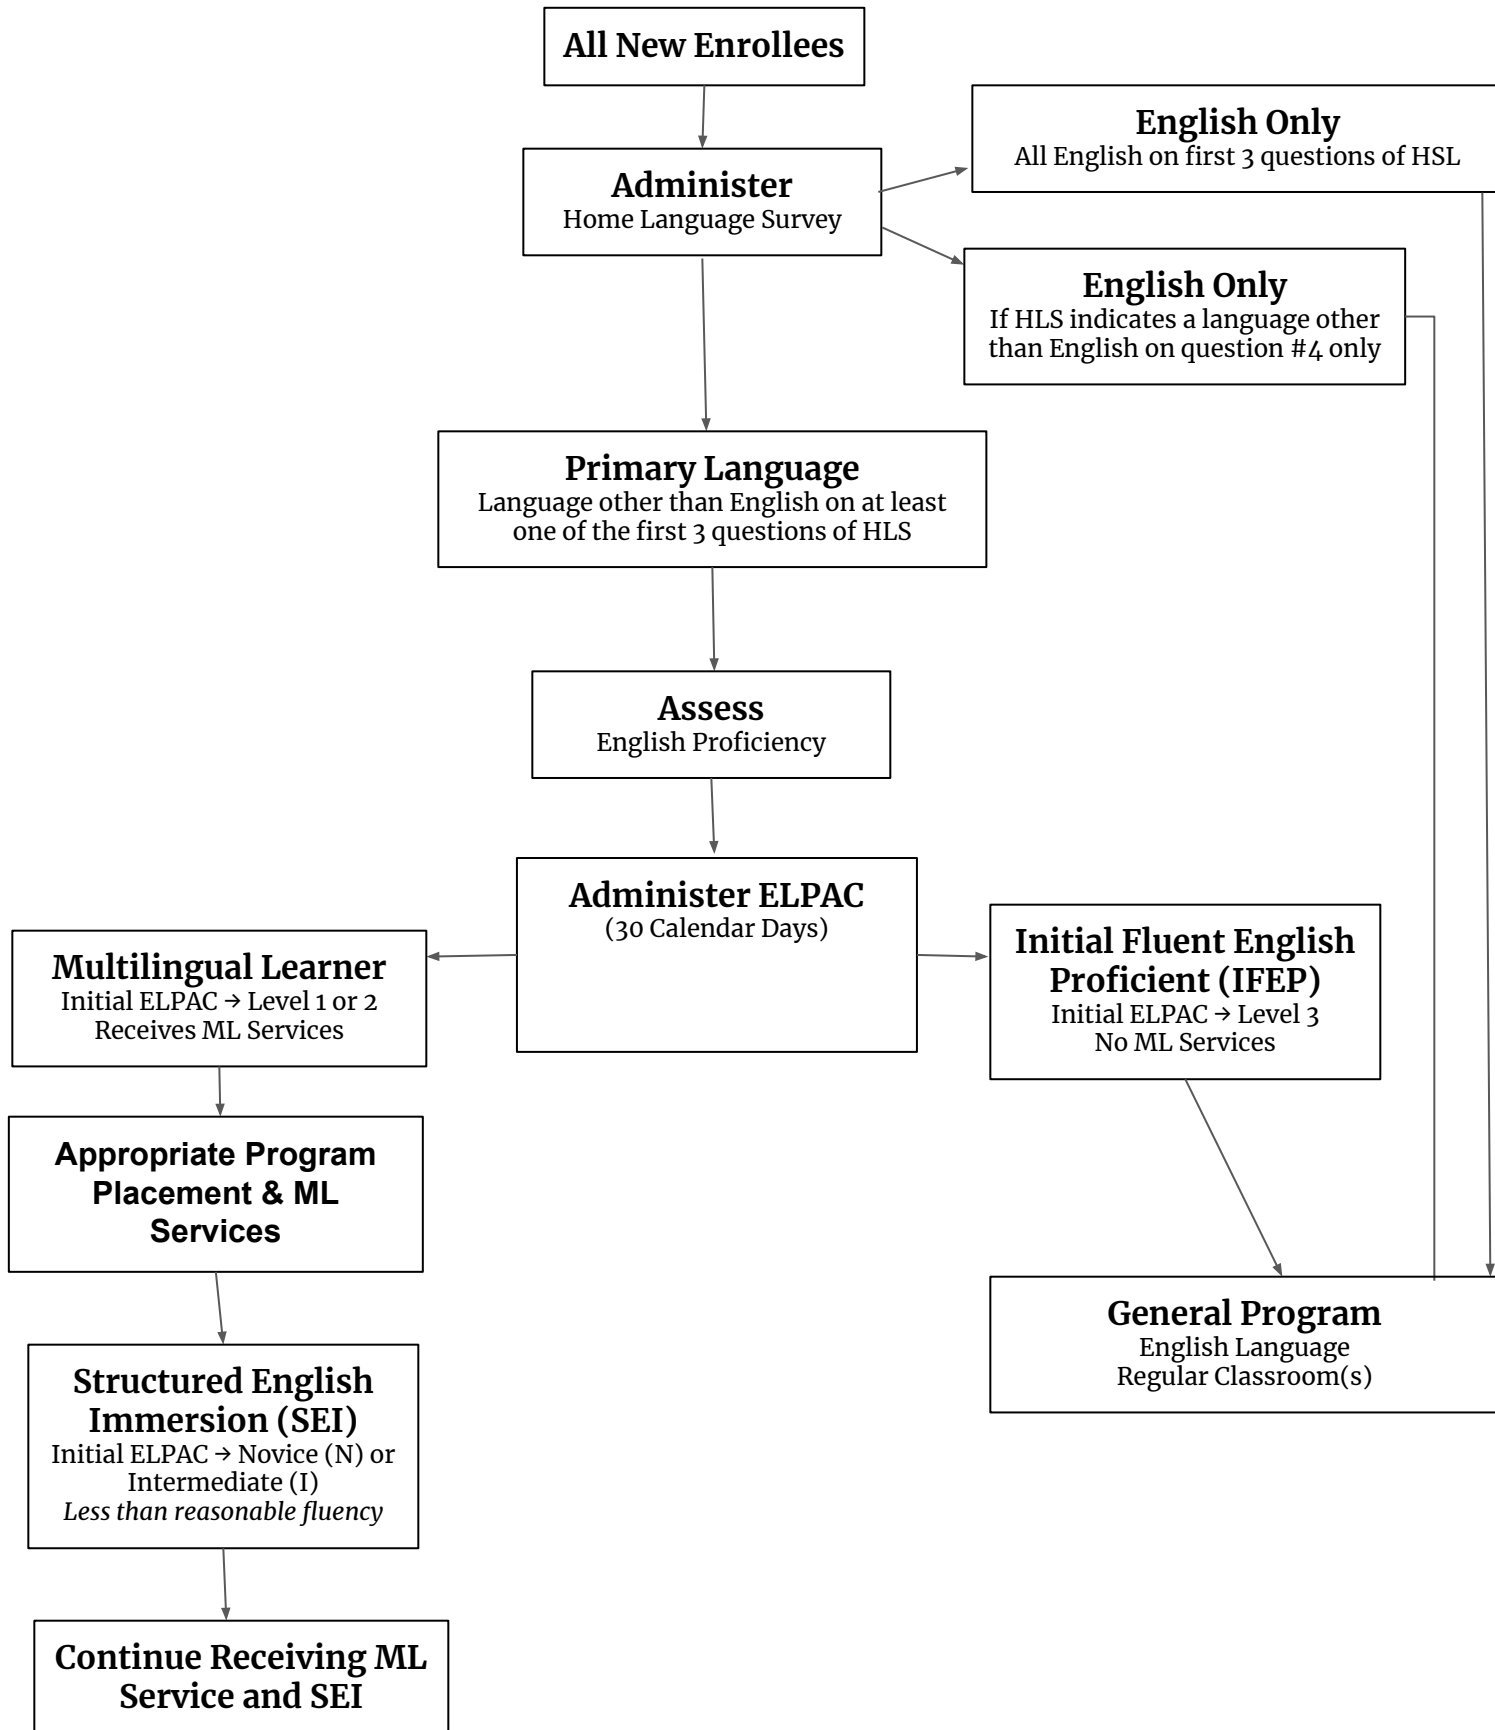 All New Enrollees
English Only
All English on first 3 questions of HSL
Administer
Home Language Survey
English Only
If HLS indicates a language other
than English on question #4 only
Primary Language
Language other than English on at least
one of the first 3 questions of HLS
Assess
English Proficiency
Administer ELPAC
(30 Calendar Days)
Multilingual Learner
Initial ELPAC → Level 1 or 2
Receives ML Services
Initial Fluent English
Proficient (IFEP)
Initial ELPAC → Level 3
No ML Services
Appropriate Program
Placement & ML
Services
General Program
English Language
Regular Classroom(s)
Structured English
Immersion (SEI)
Initial ELPAC → Novice (N) or
Intermediate (I)
Less than reasonable fluency
Continue Receiving ML
Service and SEI